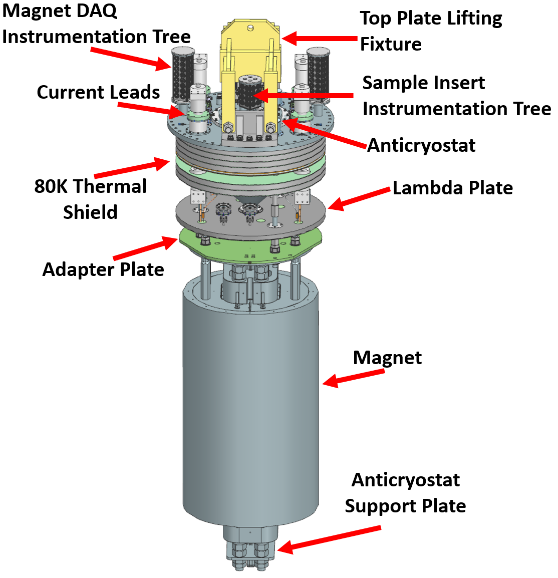 Magnet DAQ
Instrumentation Tree
Top Plate Lifting
Fixture
Current Leads
Sample Insert
Instrumentation Tree
Anticryostat
80K Thermal
Shield
Lambda Plate
Adapter Plate
Magnet
Anticryostat
Support Plate